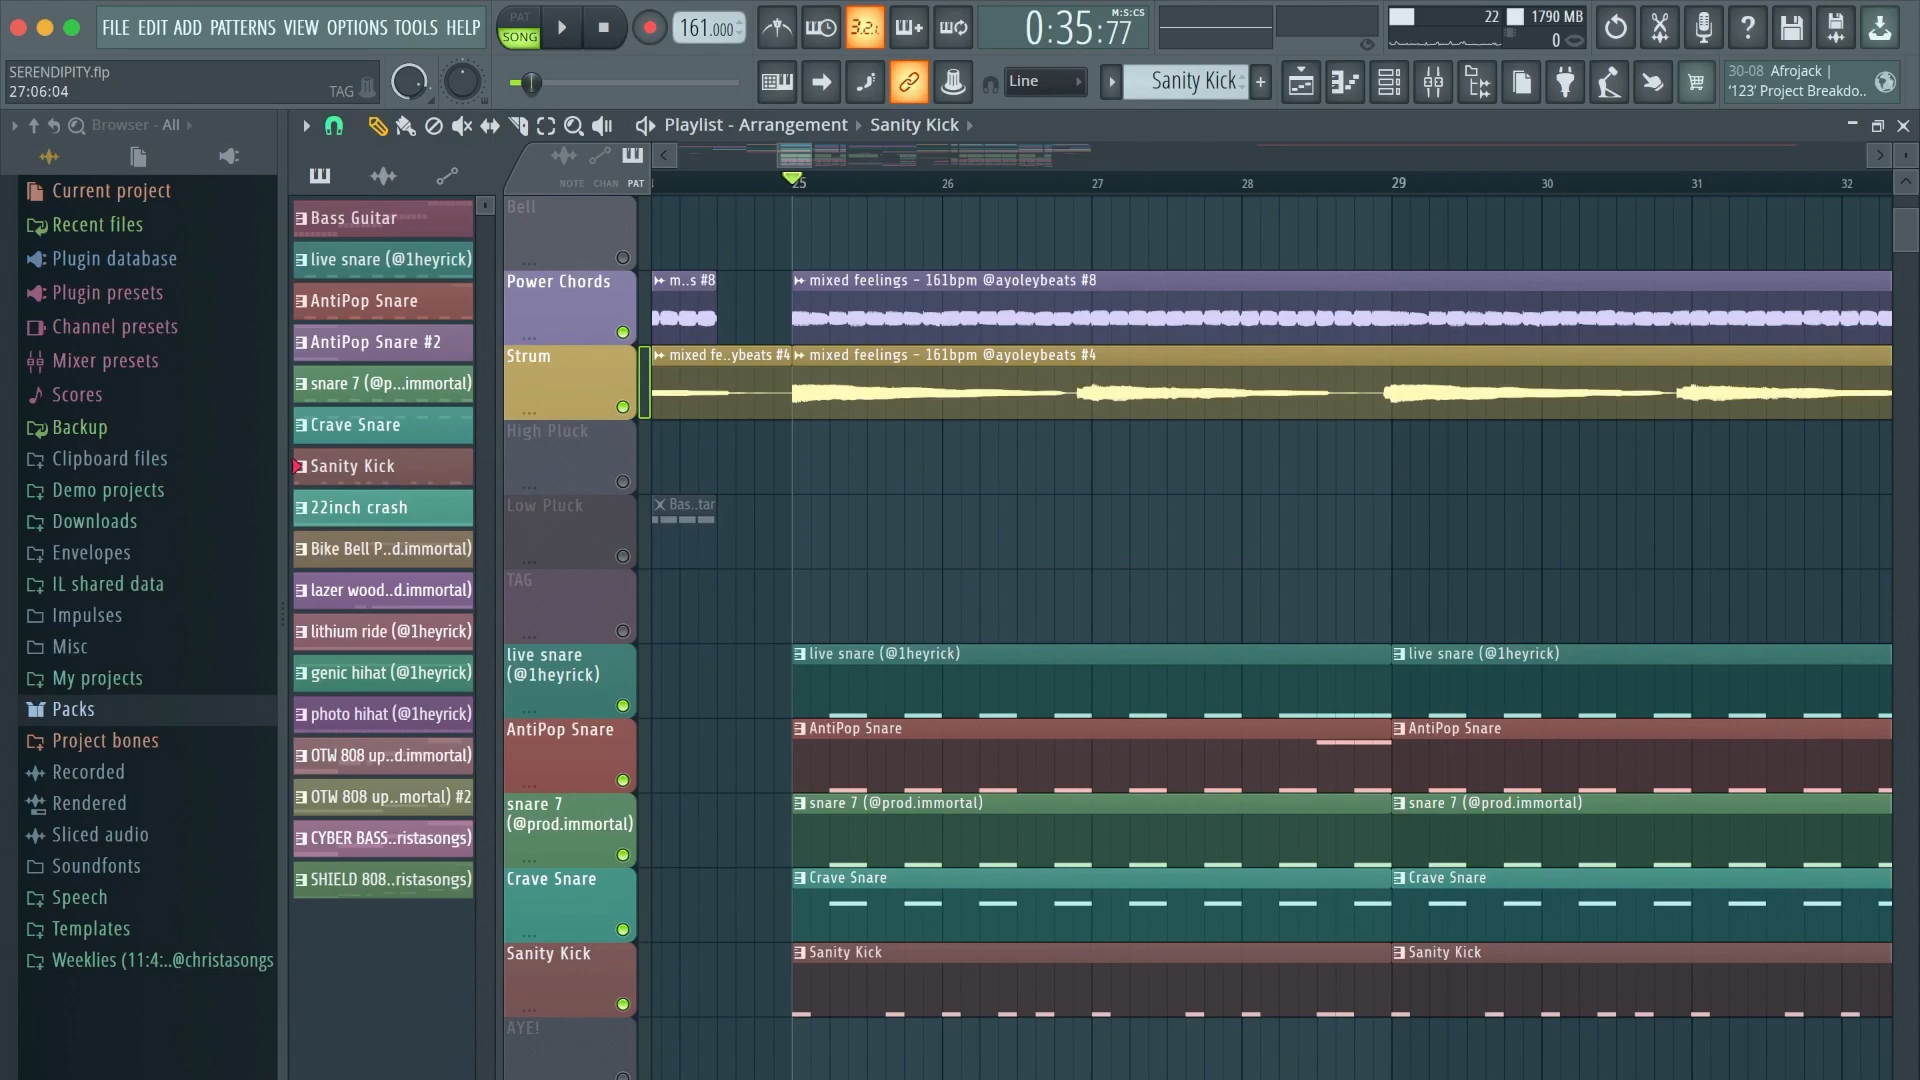 FILE EDIT ADD PATTERNS VIEW OPTIONS TOOLS HELP
PAT
SONG
161.000
3.2.1
0:35:77
M:S:CS
22
1790 MB
0
SERENDIPITY.flp
27:06:04
TAG
Line
Sanity Kick
30-08 Afrojack |
'123' Project Breakdo..
Browser - All
Playlist - Arrangement
Sanity Kick
NOTE CHAN PAT
25 26 27 28 29 30 31 32
Current project
Recent files
Plugin database
Plugin presets
Channel presets
Mixer presets
Scores
Backup
Clipboard files
Demo projects
Downloads
Envelopes
IL shared data
Impulses
Misc
My projects
Packs
Project bones
Recorded
Rendered
Sliced audio
Soundfonts
Speech
Templates
Weeklies (11:4:..@christasongs
Bass Guitar
live snare (@1heyrick)
AntiPop Snare
AntiPop Snare #2
snare 7 (@p...immortal)
Crave Snare
Sanity Kick
22inch crash
Bike Bell P..d.immortal)
lazer wood..d.immortal)
lithium ride (@1heyrick)
genic hihat (@1heyrick)
photo hihat (@1heyrick)
OTW 808 up..d.immortal)
OTW 808 up..mortal) #2
CYBER BASS..ristasongs)
SHIELD 808..ristasongs)
Bell
Power Chords
m..s #8
mixed feelings - 161bpm @ayoleybeats #8
Strum
mixed fe..ybeats #4
mixed feelings - 161bpm @ayoleybeats #4
High Pluck
Low Pluck
Bas..tar
TAG
live snare
(@1heyrick)
live snare (@1heyrick)
live snare (@1heyrick)
AntiPop Snare
AntiPop Snare
AntiPop Snare
snare 7
(@prod.immortal)
snare 7 (@prod.immortal)
snare 7 (@prod.immortal)
Crave Snare
Crave Snare
Crave Snare
Sanity Kick
Sanity Kick
Sanity Kick
AYE!